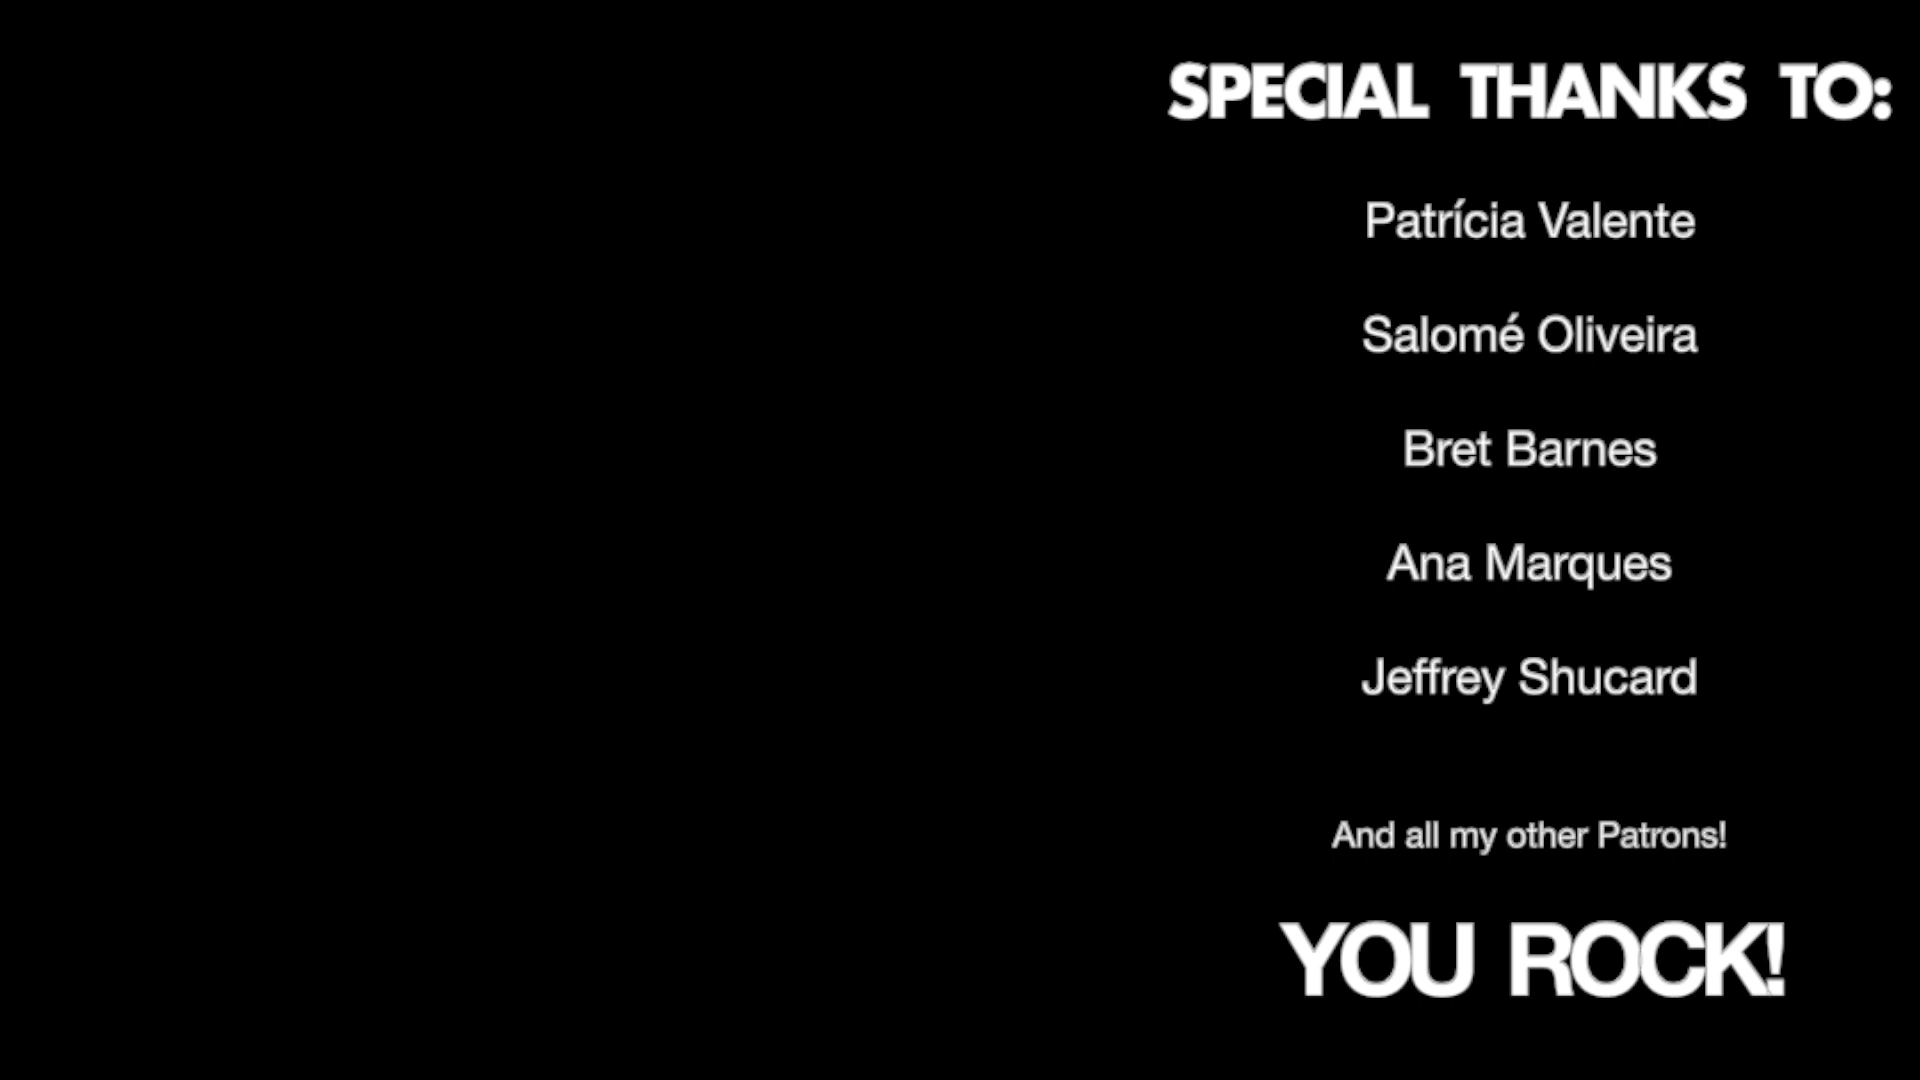 SPECIAL THANKS TO:
Patrícia Valente
Salomé Oliveira
Bret Barnes
Ana Marques
Jeffrey Shucard
And all my other Patrons!
YOU ROCK!